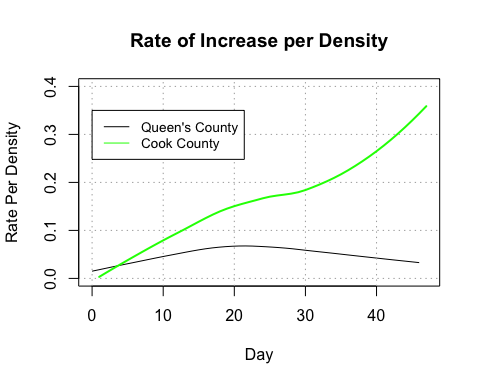 Rate of Increase per Density
Rate Per Density
0.4
0.3
0.2
0.1
0.0
Queen's County
Cook County
0 10 20 30 40
Day